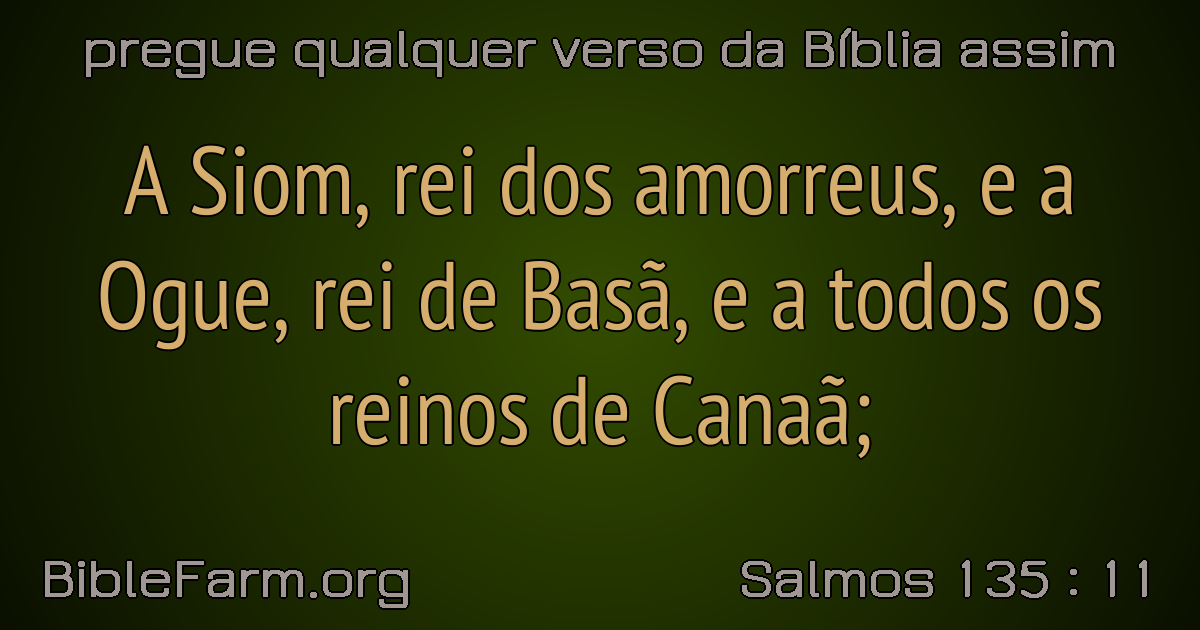 pregue qualquer verso da Bíblia assim
A Siom, rei dos amorreus, e a
Ogue, rei de Basã, e a todos os
reinos de Canaã;
BibleFarm.org
Salmos 135 : 11